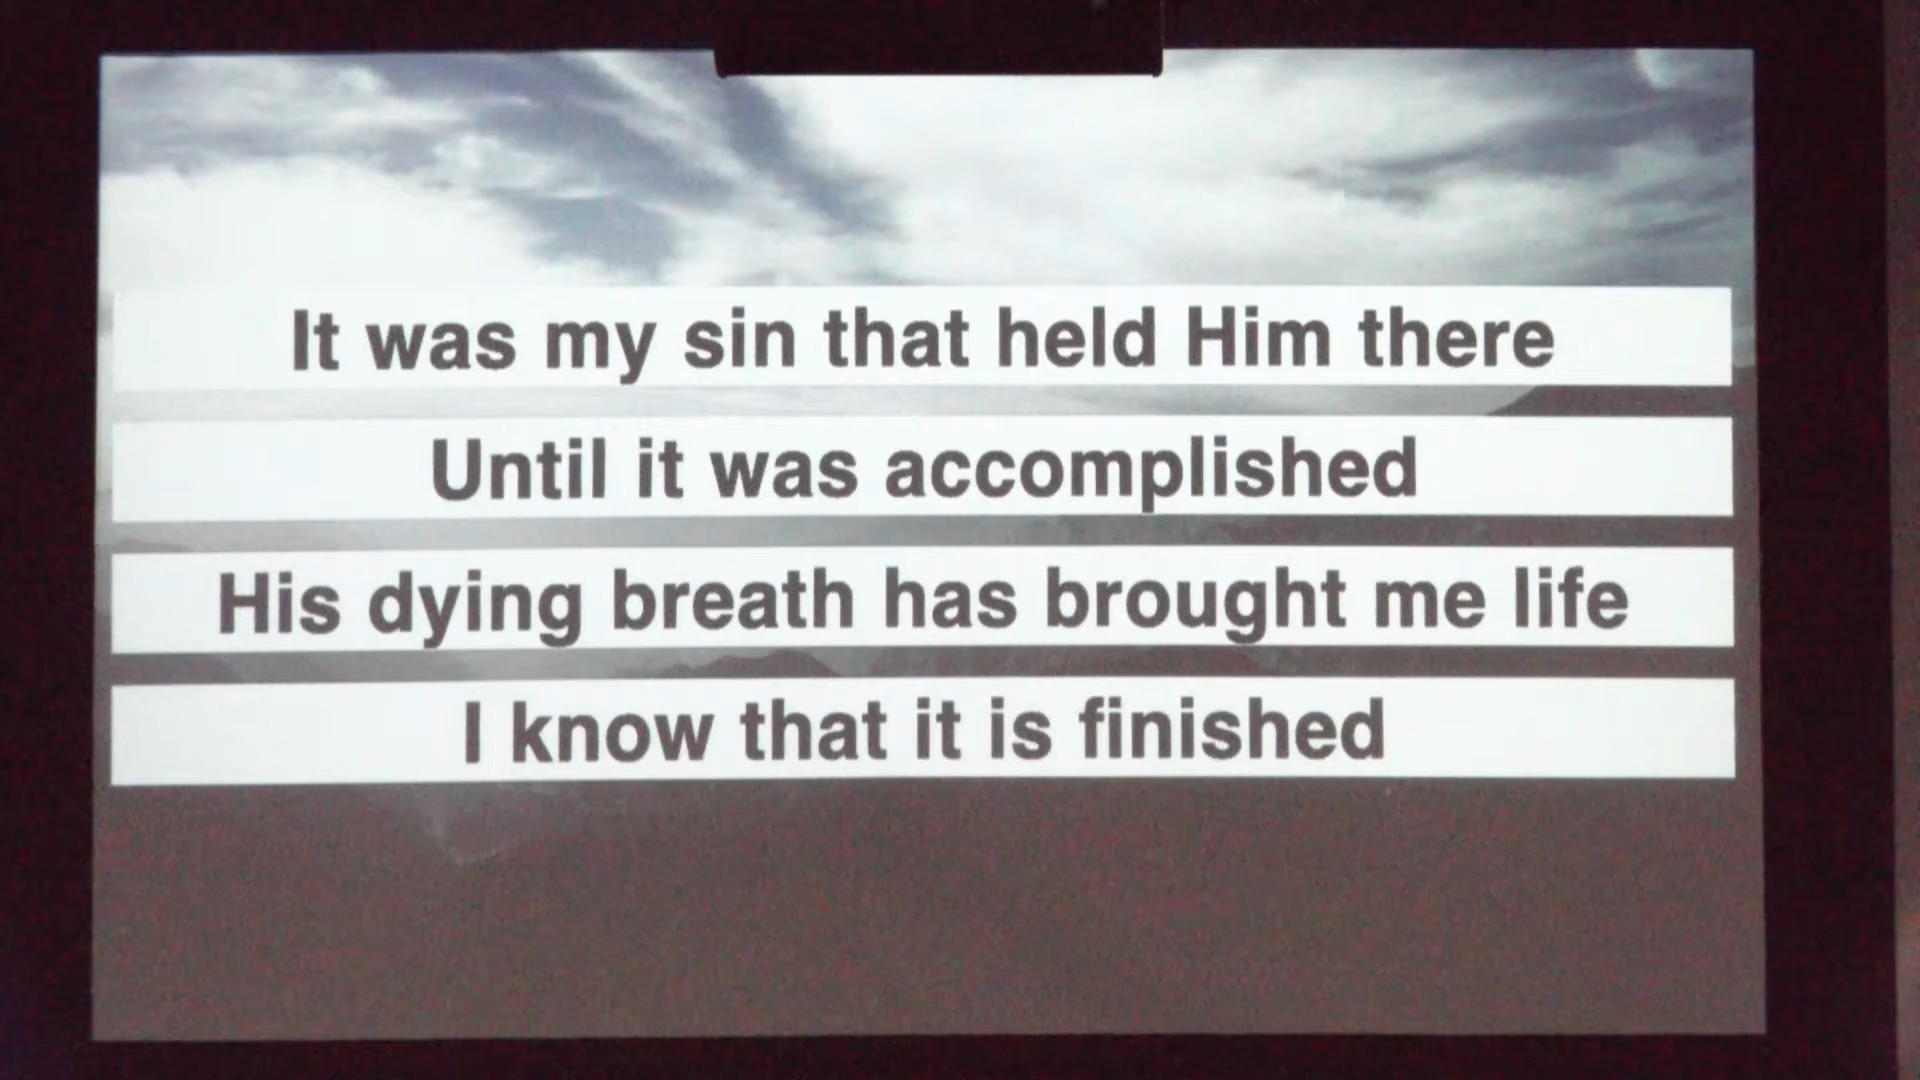 It was my sin that held Him there
Until it was accomplished
His dying breath has brought me life
I know that it is finished